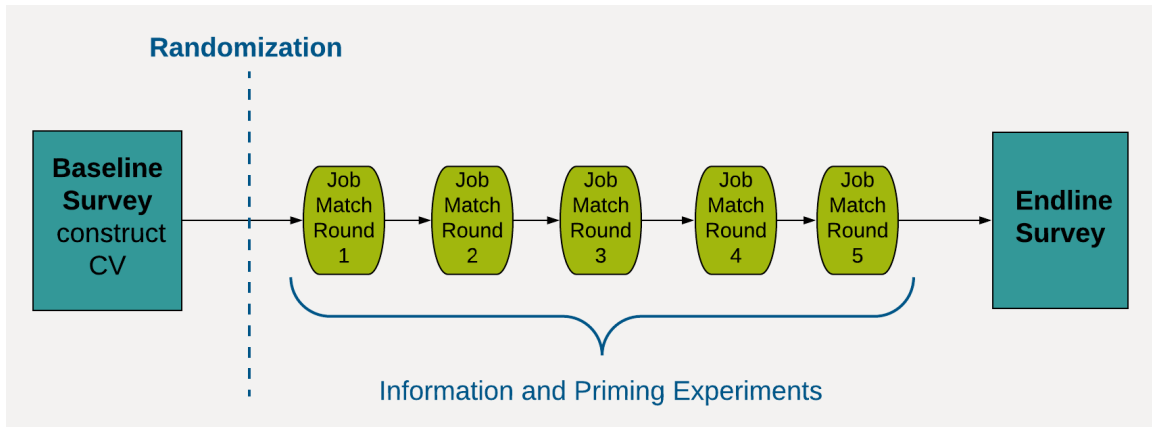 Randomization
Baseline
Survey
construct
CV
Job
Match
Round
1
Job
Match
Round
2
Job
Match
Round
3
Job
Match
Round
4
Job
Match
Round
5
Endline
Survey
Information and Priming Experiments